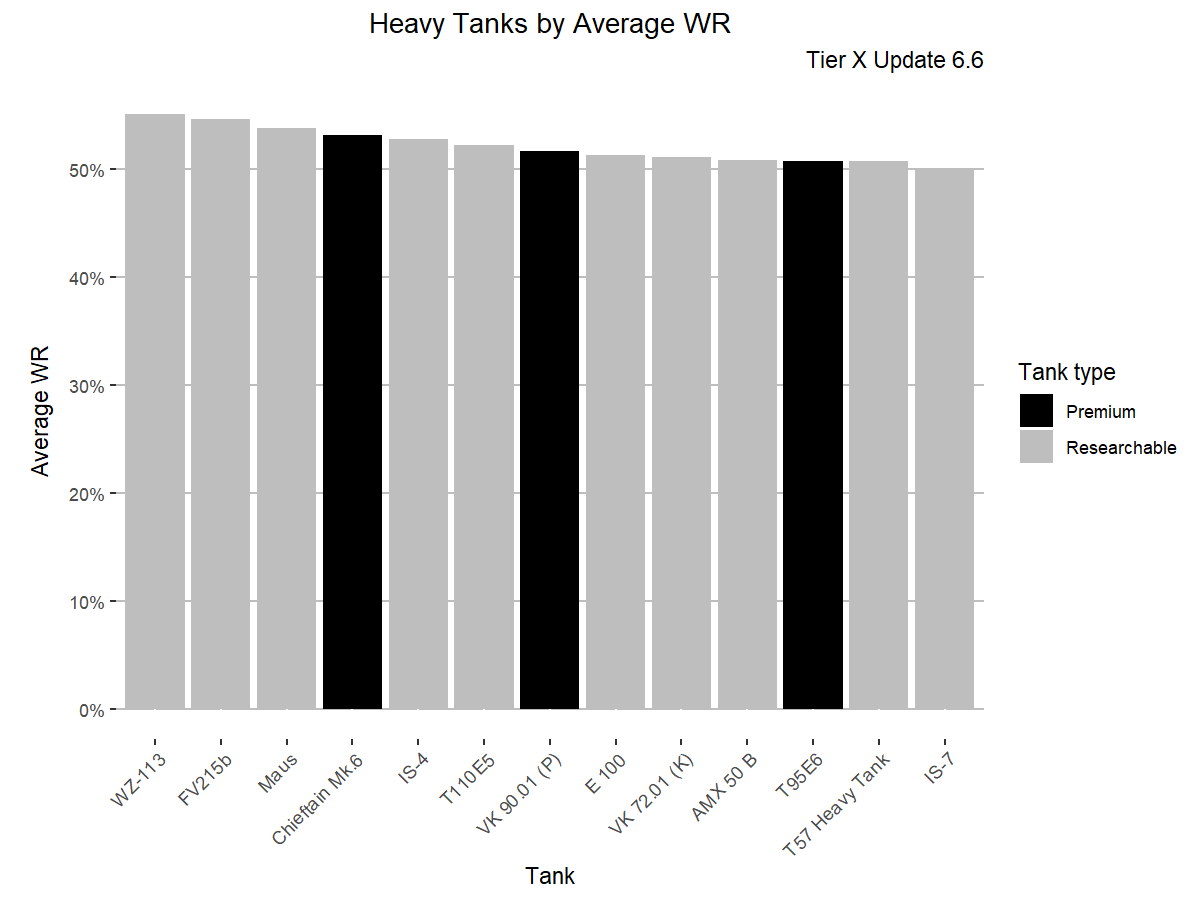 Heavy Tanks by Average WR
Tier X Update 6.6
Average WR
50%
40%
30%
20%
10%
0%
WZ-113
FV215b
Maus
Chieftain Mk.6
IS-4
T110E5
VK 90.01 (P)
E 100
VK 72.01 (K)
AMX 50 B
T95E6
T57 Heavy Tank
IS-7
Tank
Tank type
Premium
Researchable